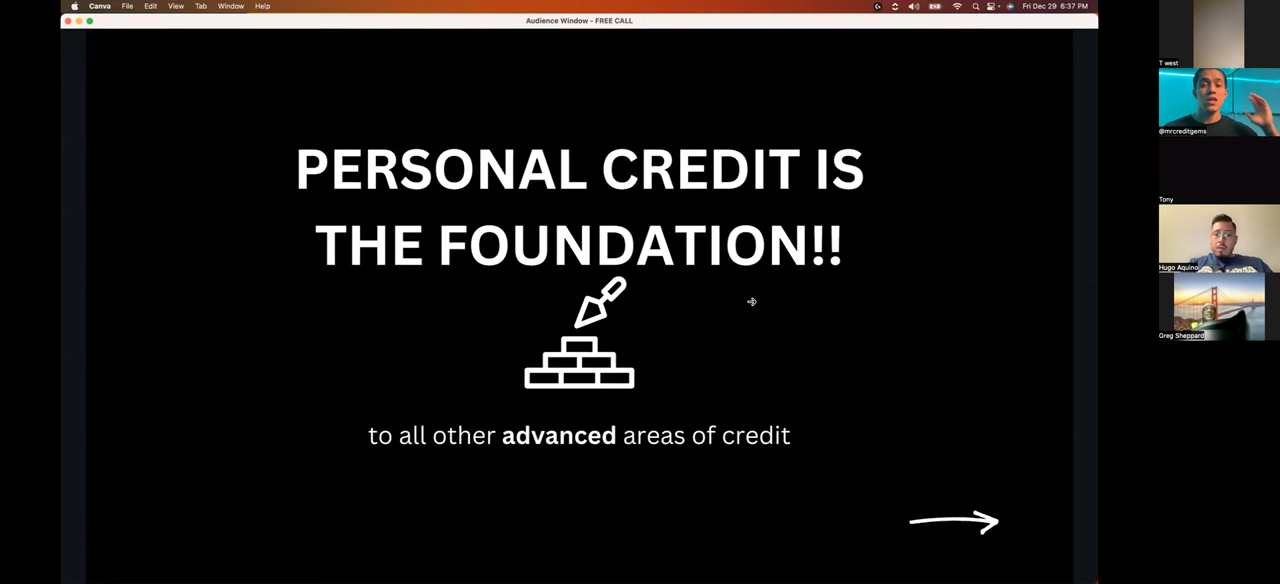 Canva File Edit View Tab Window Help Fri Dec 29 6:37 PM
Audience Window - FREE CALL
PERSONAL CREDIT IS
THE FOUNDATION!!
to all other advanced areas of credit
T west
@mrcreditgems
Tony
Hugo Aquino
Greg Sheppard